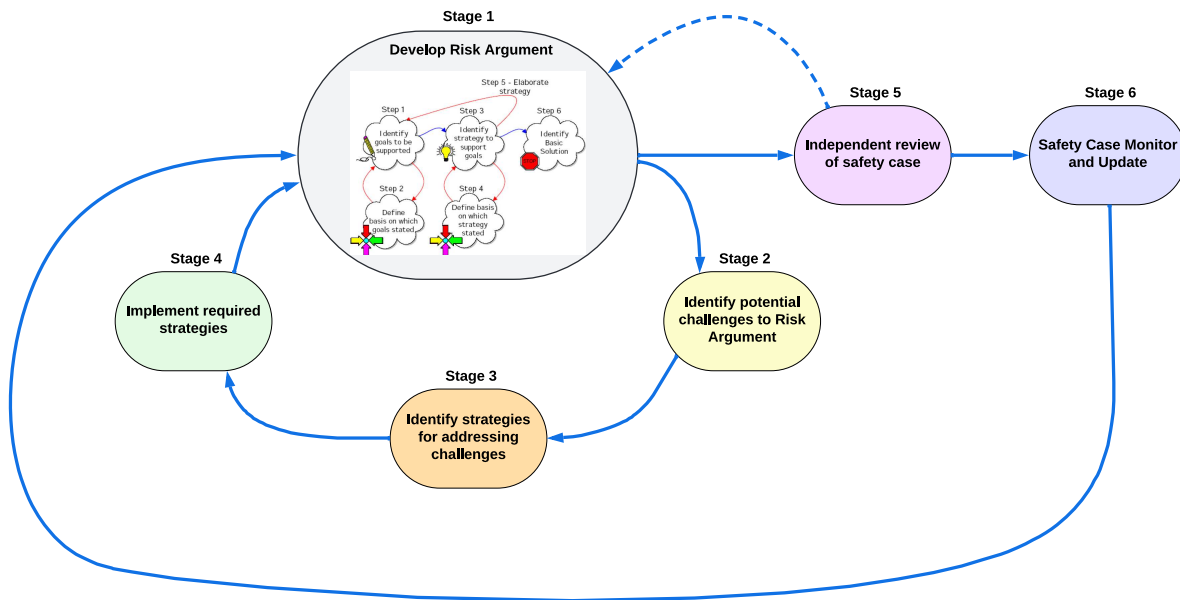 Stage 1
Develop Risk Argument
Step 5 - Elaborate
strategy
Step 1
Identify
goals to be
supported
Step 3
Identify
strategy to
support
goals
Step 6
Identify
Basic
Solution
STOP
Step 2
Define
basis on which
goals stated
Step 4
Define basis
on which
strategy
stated
Stage 5
Independent review
of safety case
Stage 6
Safety Case Monitor
and Update
Stage 4
Implement required
strategies
Stage 2
Identify potential
challenges to Risk
Argument
Stage 3
Identify strategies
for addressing
challenges